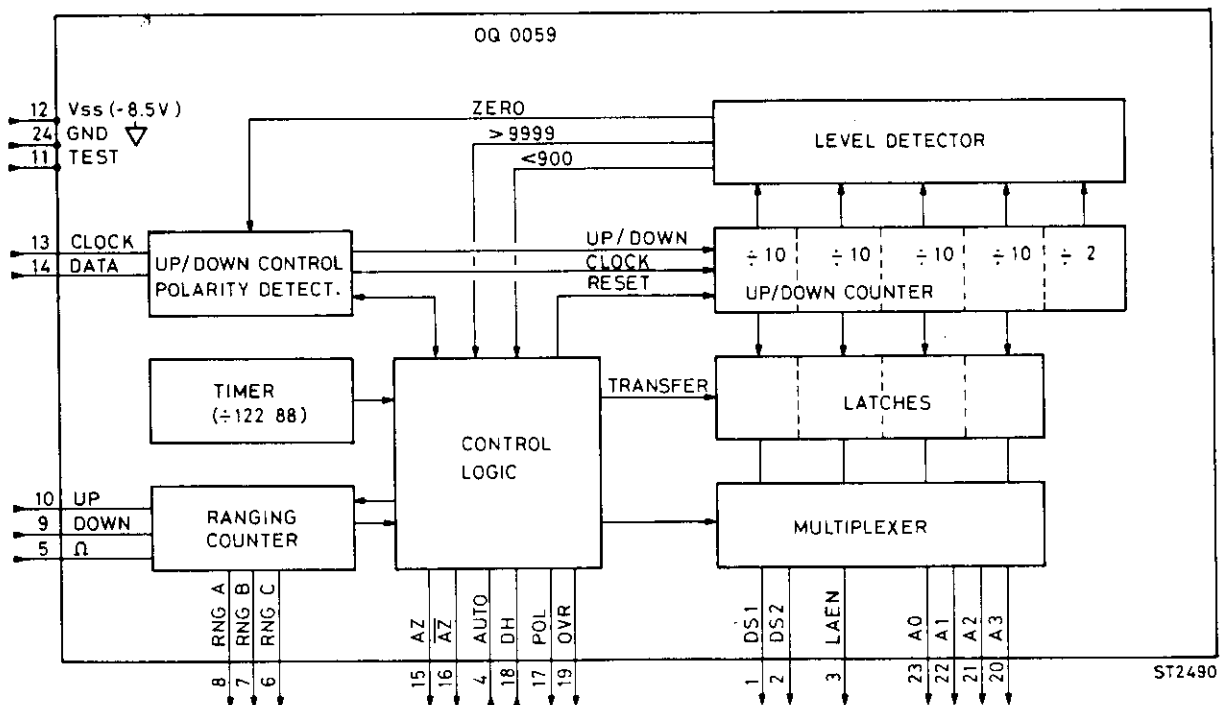 OQ 0059
12 Vss (-8.5V)
24 GND
11 TEST
ZERO
> 9999
<900
LEVEL DETECTOR
13 CLOCK
14 DATA
UP/DOWN CONTROL
POLARITY DETECT.
UP/DOWN
CLOCK
RESET
÷10 ÷10 ÷10 ÷10 ÷ 2
UP/DOWN COUNTER
TIMER
(÷122 88)
CONTROL
LOGIC
TRANSFER
LATCHES
10 UP
9 DOWN
5 Ω
RANGING
COUNTER
MULTIPLEXER
RNG A
RNG B
RNG C
AZ
A̅Z̅
AUTO
DH
POL
OVR
DS1
DS2
LAEN
A0
A1
A2
A3
8 7 6 15 16 4 18 17 19 1 2 3 23 22 21 20
ST2490